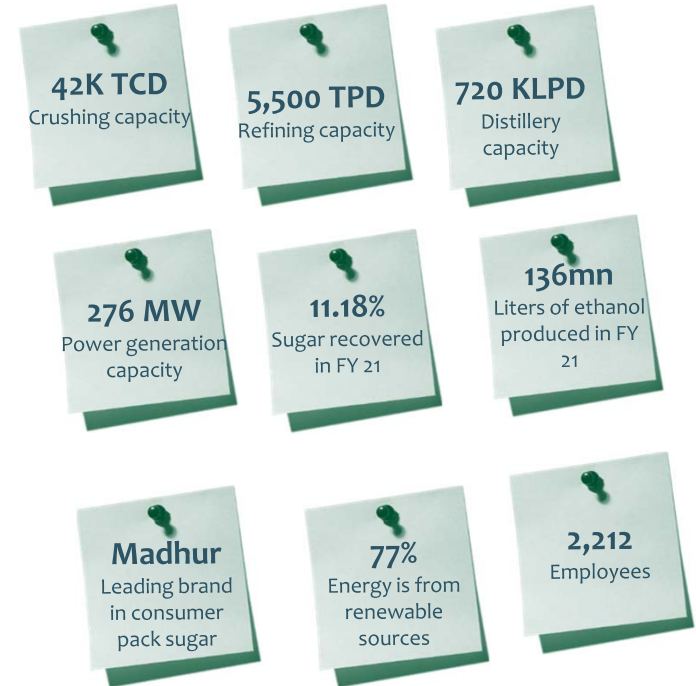 42K TCD
Crushing capacity
5,500 TPD
Refining capacity
720 KLPD
Distillery
capacity
276 MW
Power generation
capacity
11.18%
Sugar recovered
in FY 21
136mn
Liters of ethanol
produced in FY
21
Madhur
Leading brand
in consumer
pack sugar
77%
Energy is from
renewable
sources
2,212
Employees